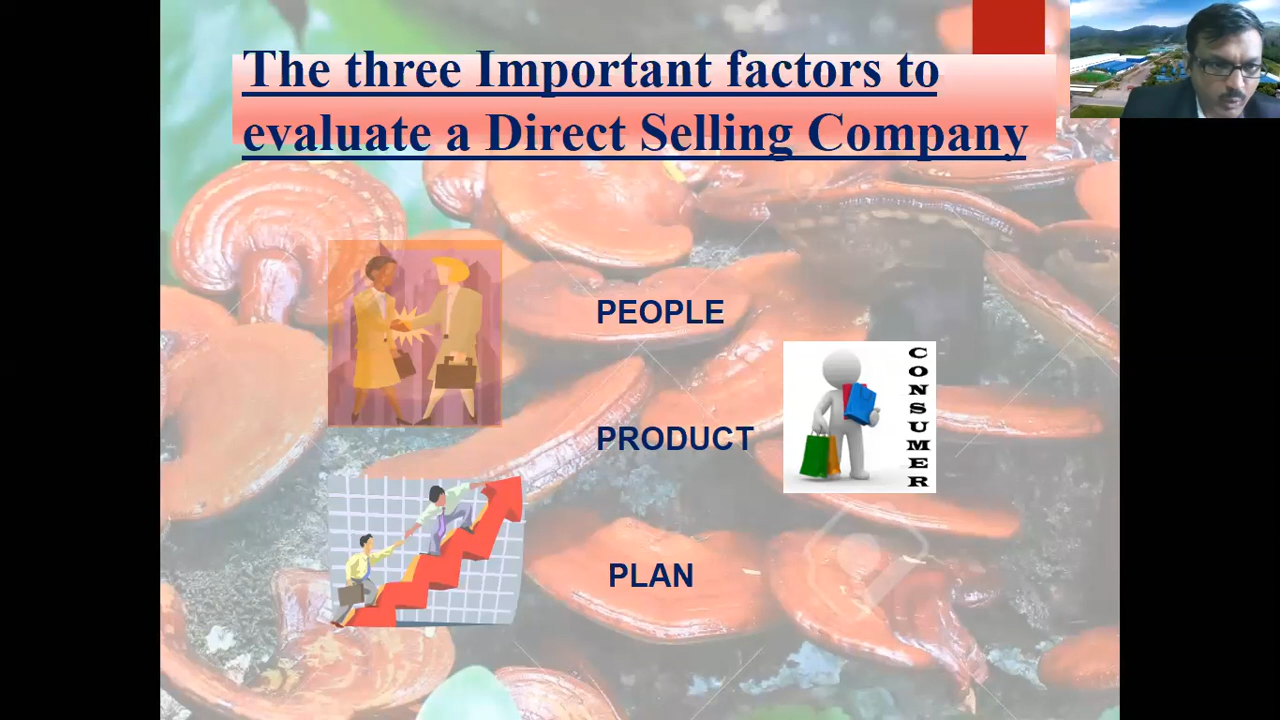 The three Important factors to
evaluate a Direct Selling Company
PEOPLE
PRODUCT
CONSUMER
PLAN